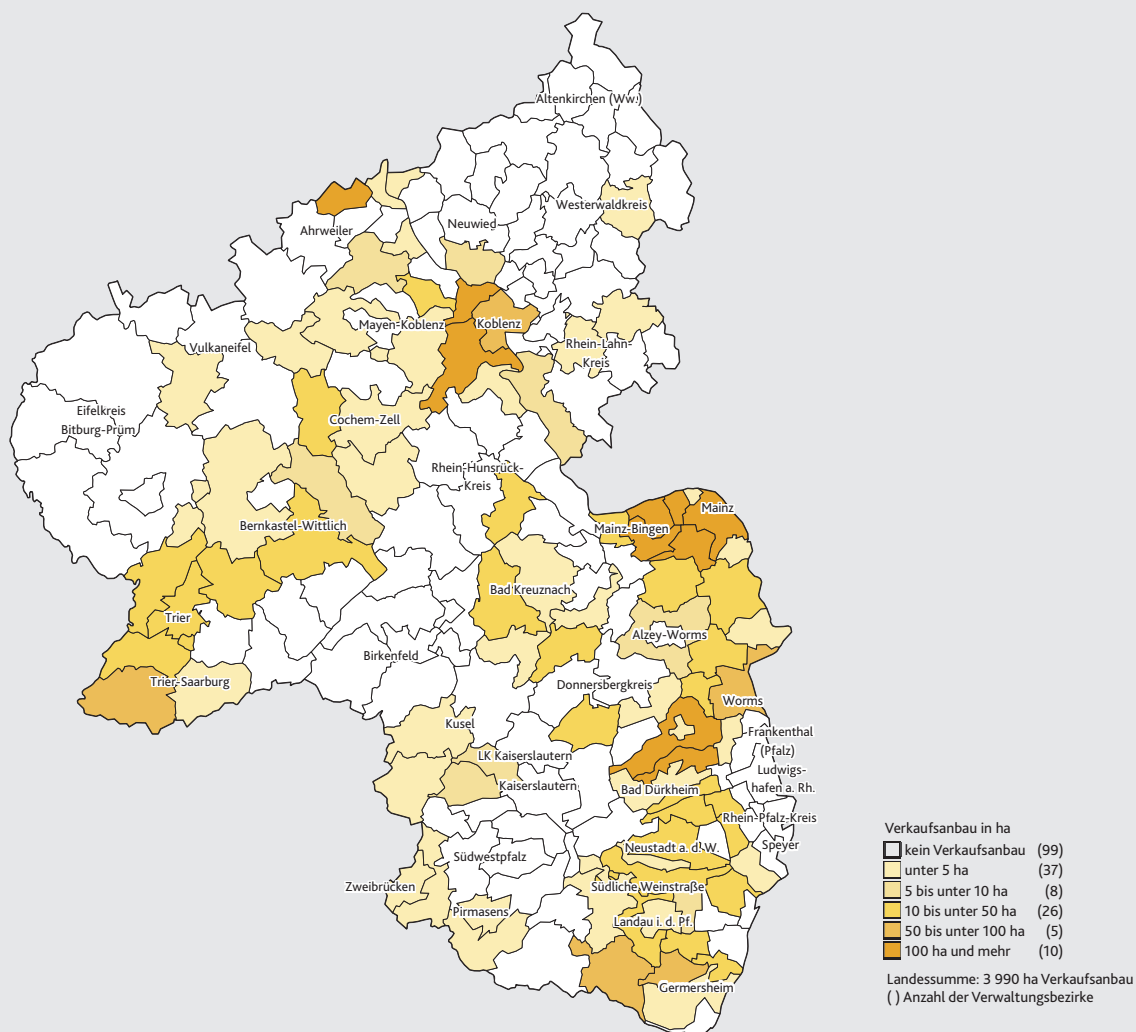 Altenkirchen (Ww.)
Westerwaldkreis
Neuwied
Ahrweiler
Mayen-Koblenz
Koblenz
Vulkaneifel
Rhein-Lahn-
Kreis
Eifelkreis
Bitburg-Prüm
Cochem-Zell
Rhein-Hunsrück-
Kreis
Bernkastel-Wittlich
Mainz
Mainz-Bingen
Bad Kreuznach
Trier
Alzey-Worms
Birkenfeld
Trier-Saarburg
Donnersbergkreis
Worms
Kusel
Frankenthal
(Pfalz)
LK Kaiserslautern
Kaiserslautern
Ludwigs-
hafen a. Rh.
Bad Dürkheim
Rhein-Pfalz-Kreis
Speyer
Neustadt a. d. W.
Südwestpfalz
Zweibrücken
Südliche Weinstraße
Pirmasens
Landau i. d. Pf.
Germersheim
Verkaufsanbau in ha
kein Verkaufsanbau (99)
unter 5 ha (37)
5 bis unter 10 ha (8)
10 bis unter 50 ha (26)
50 bis unter 100 ha (5)
100 ha und mehr (10)
Landessumme: 3 990 ha Verkaufsanbau
( ) Anzahl der Verwaltungsbezirke